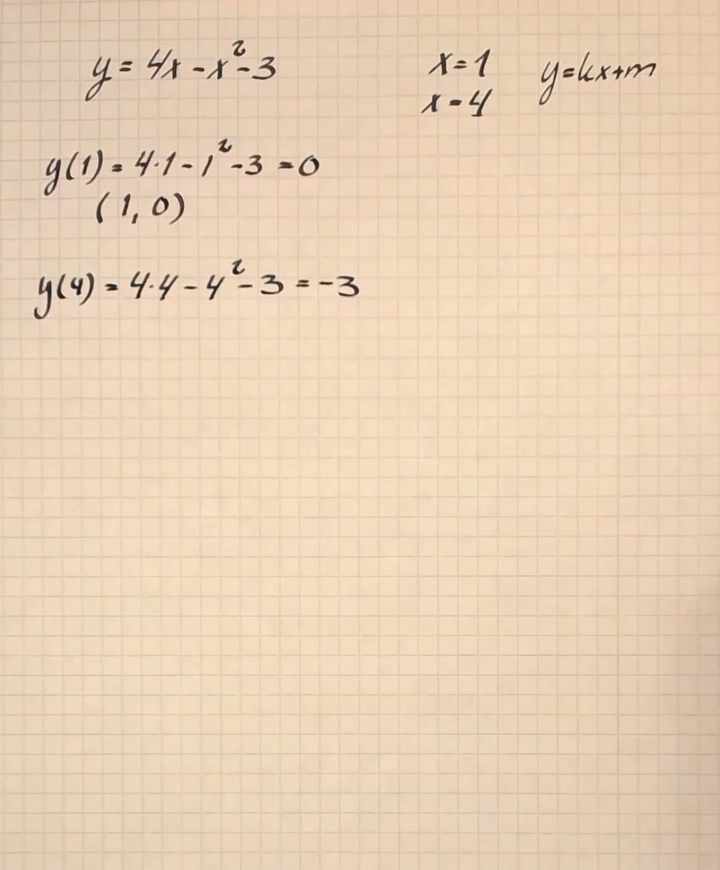 y = 4x - x² - 3
x = 1 y = kx + m
x = 4
y(1) = 4·1 - 1² - 3 = 0
(1, 0)
y(4) = 4·4 - 4² - 3 = -3